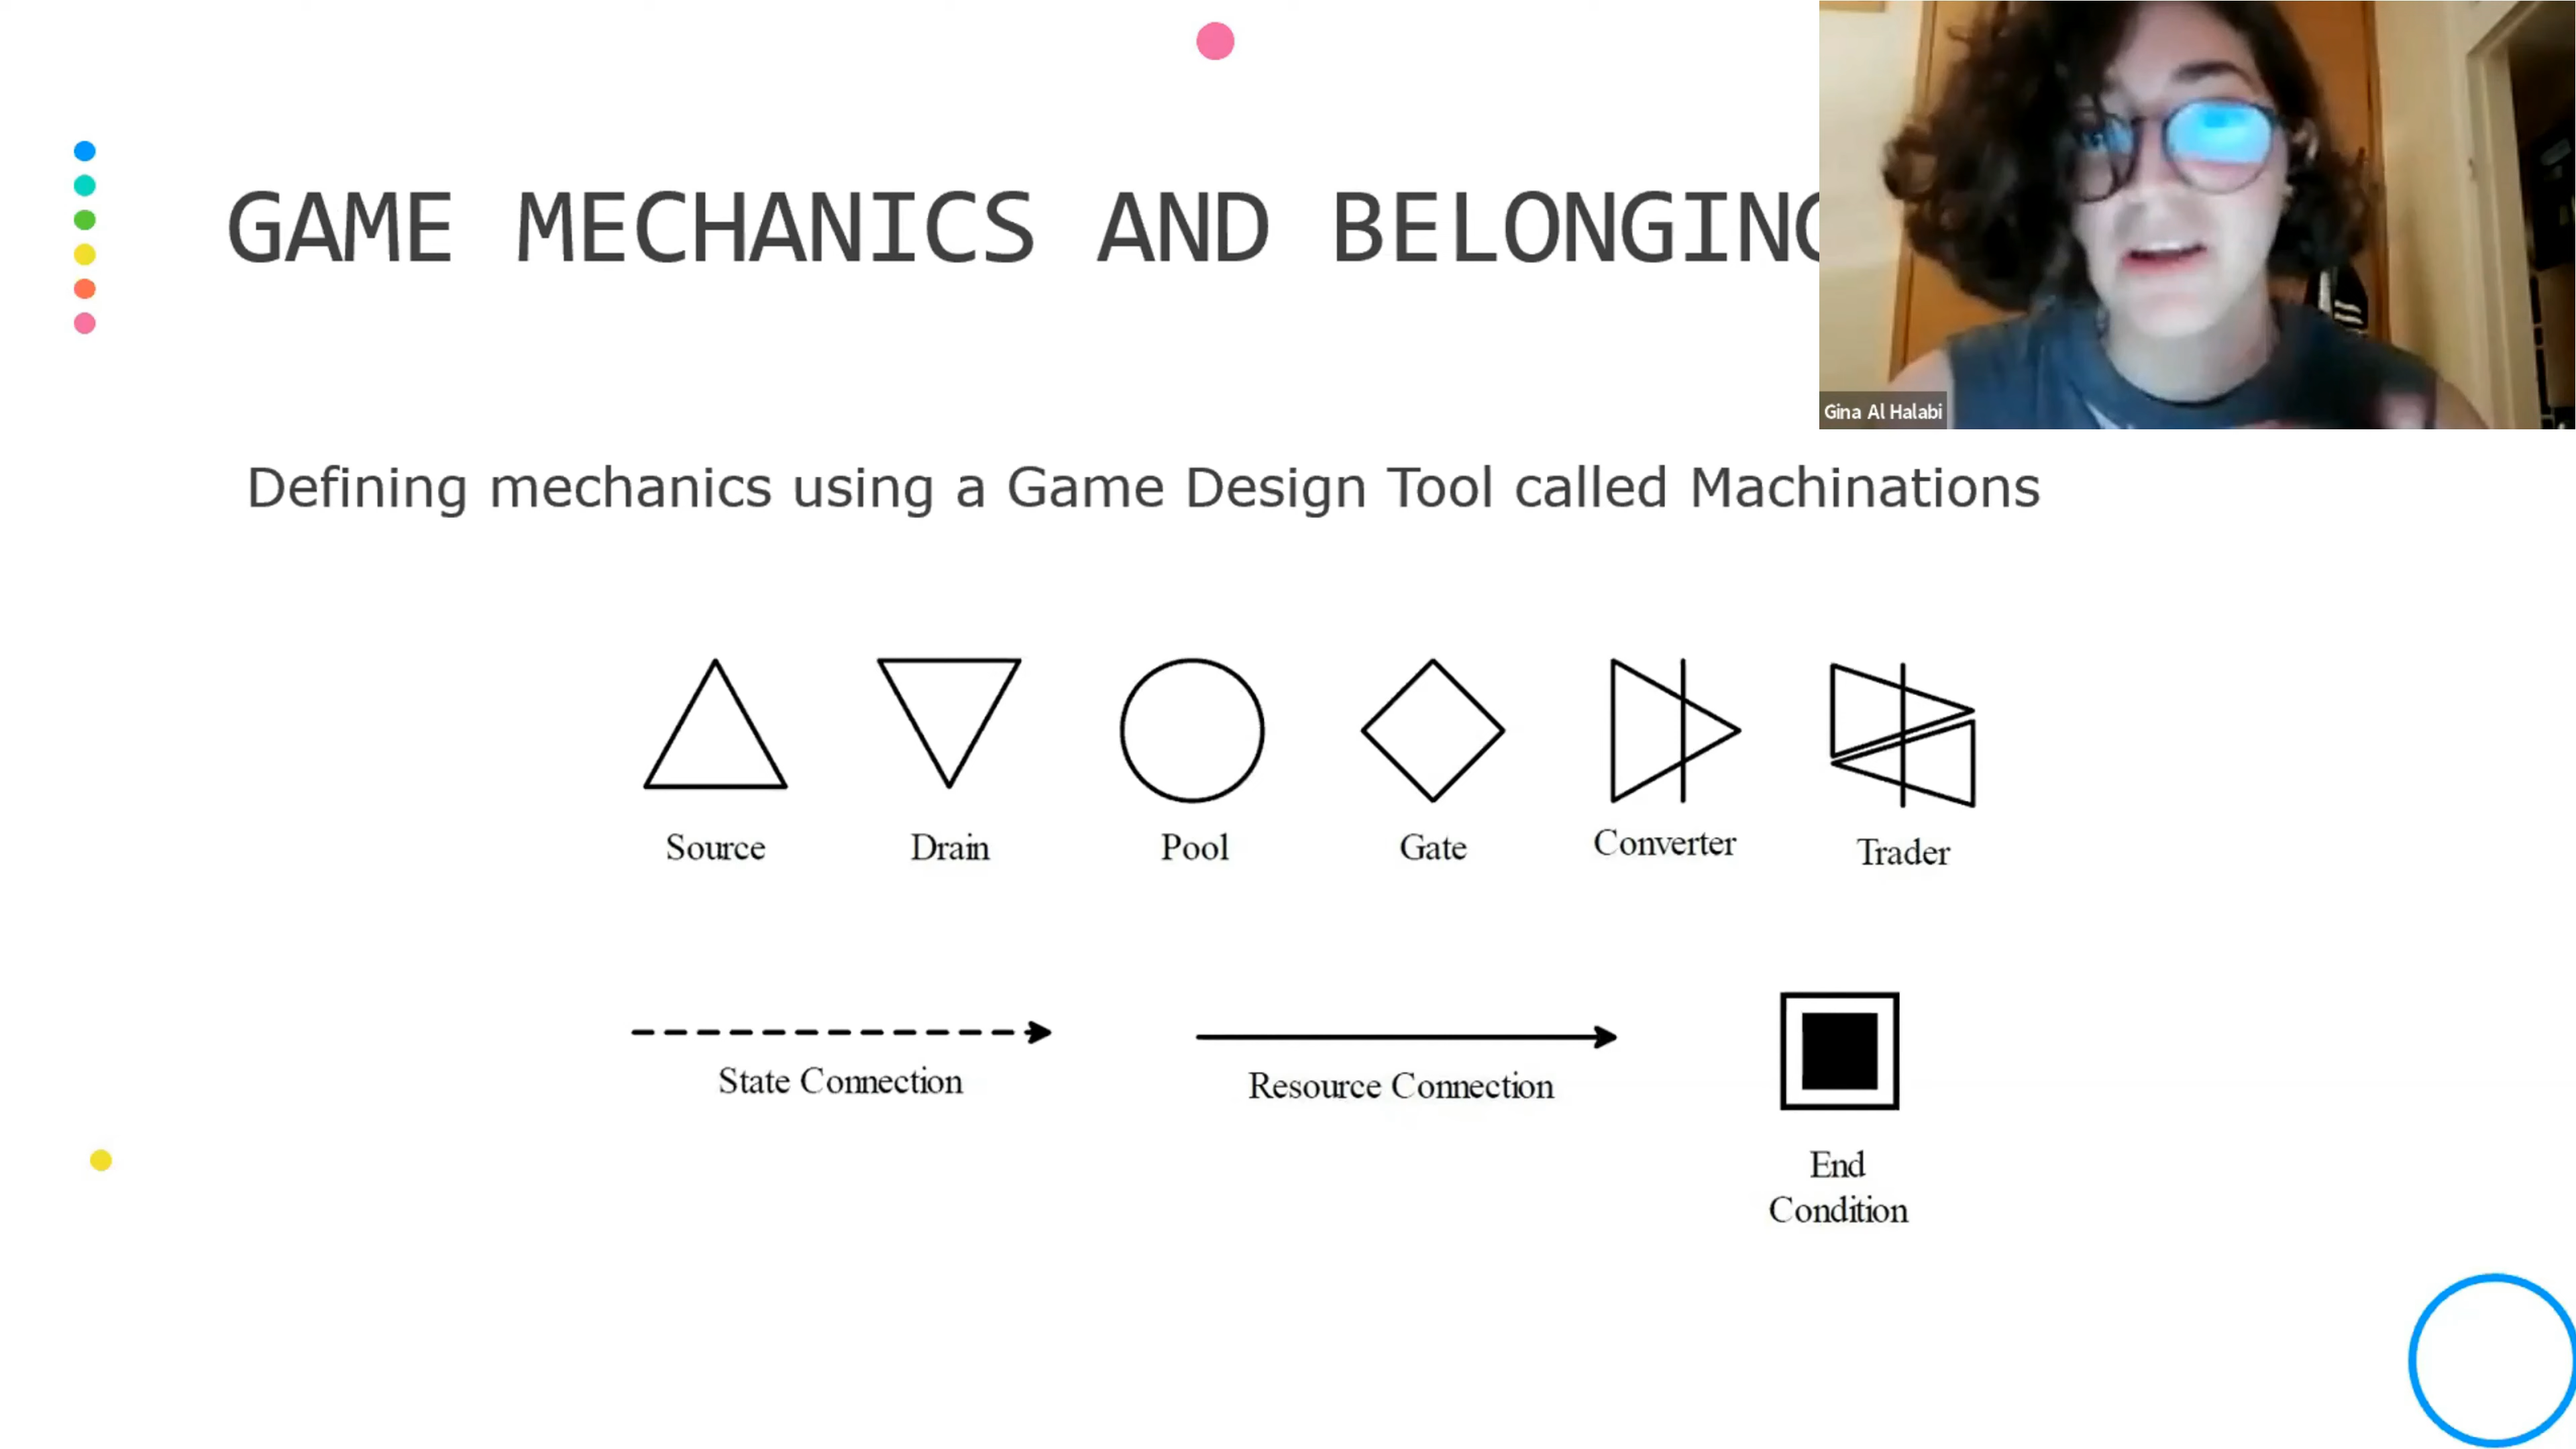 GAME MECHANICS AND BELONGING
Gina Al Halabi
Defining mechanics using a Game Design Tool called Machinations
Source
Drain
Pool
Gate
Converter
Trader
State Connection
Resource Connection
End
Condition